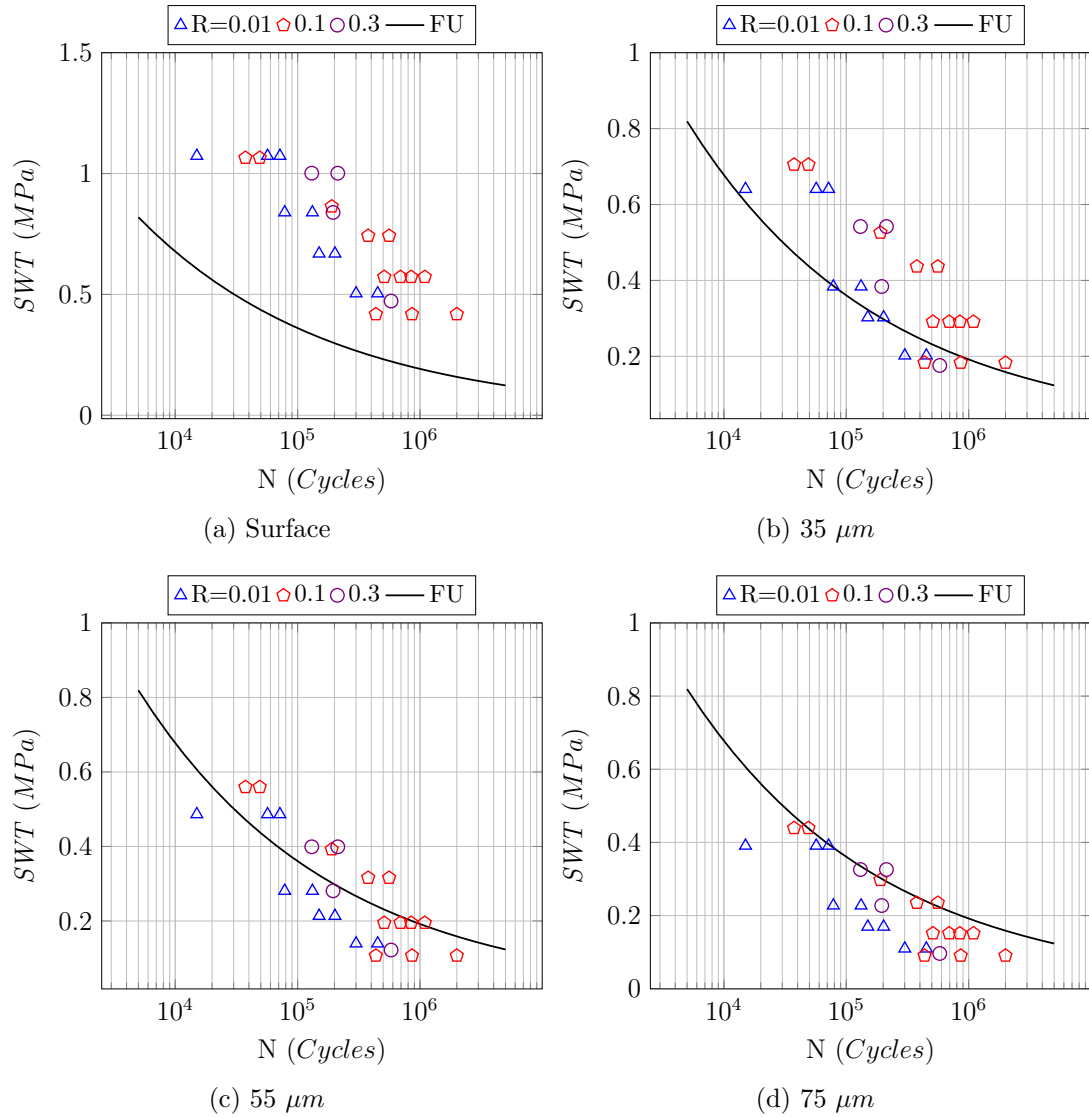 R=0.01 0.1 0.3 FU
1.5
1
0.5
0
SWT (MPa)
10^4 10^5 10^6
N (Cycles)
(a) Surface
R=0.01 0.1 0.3 FU
1
0.8
0.6
0.4
0.2
SWT (MPa)
10^4 10^5 10^6
N (Cycles)
(b) 35 μm
R=0.01 0.1 0.3 FU
1
0.8
0.6
0.4
0.2
SWT (MPa)
10^4 10^5 10^6
N (Cycles)
(c) 55 μm
R=0.01 0.1 0.3 FU
1
0.8
0.6
0.4
0.2
0
SWT (MPa)
10^4 10^5 10^6
N (Cycles)
(d) 75 μm